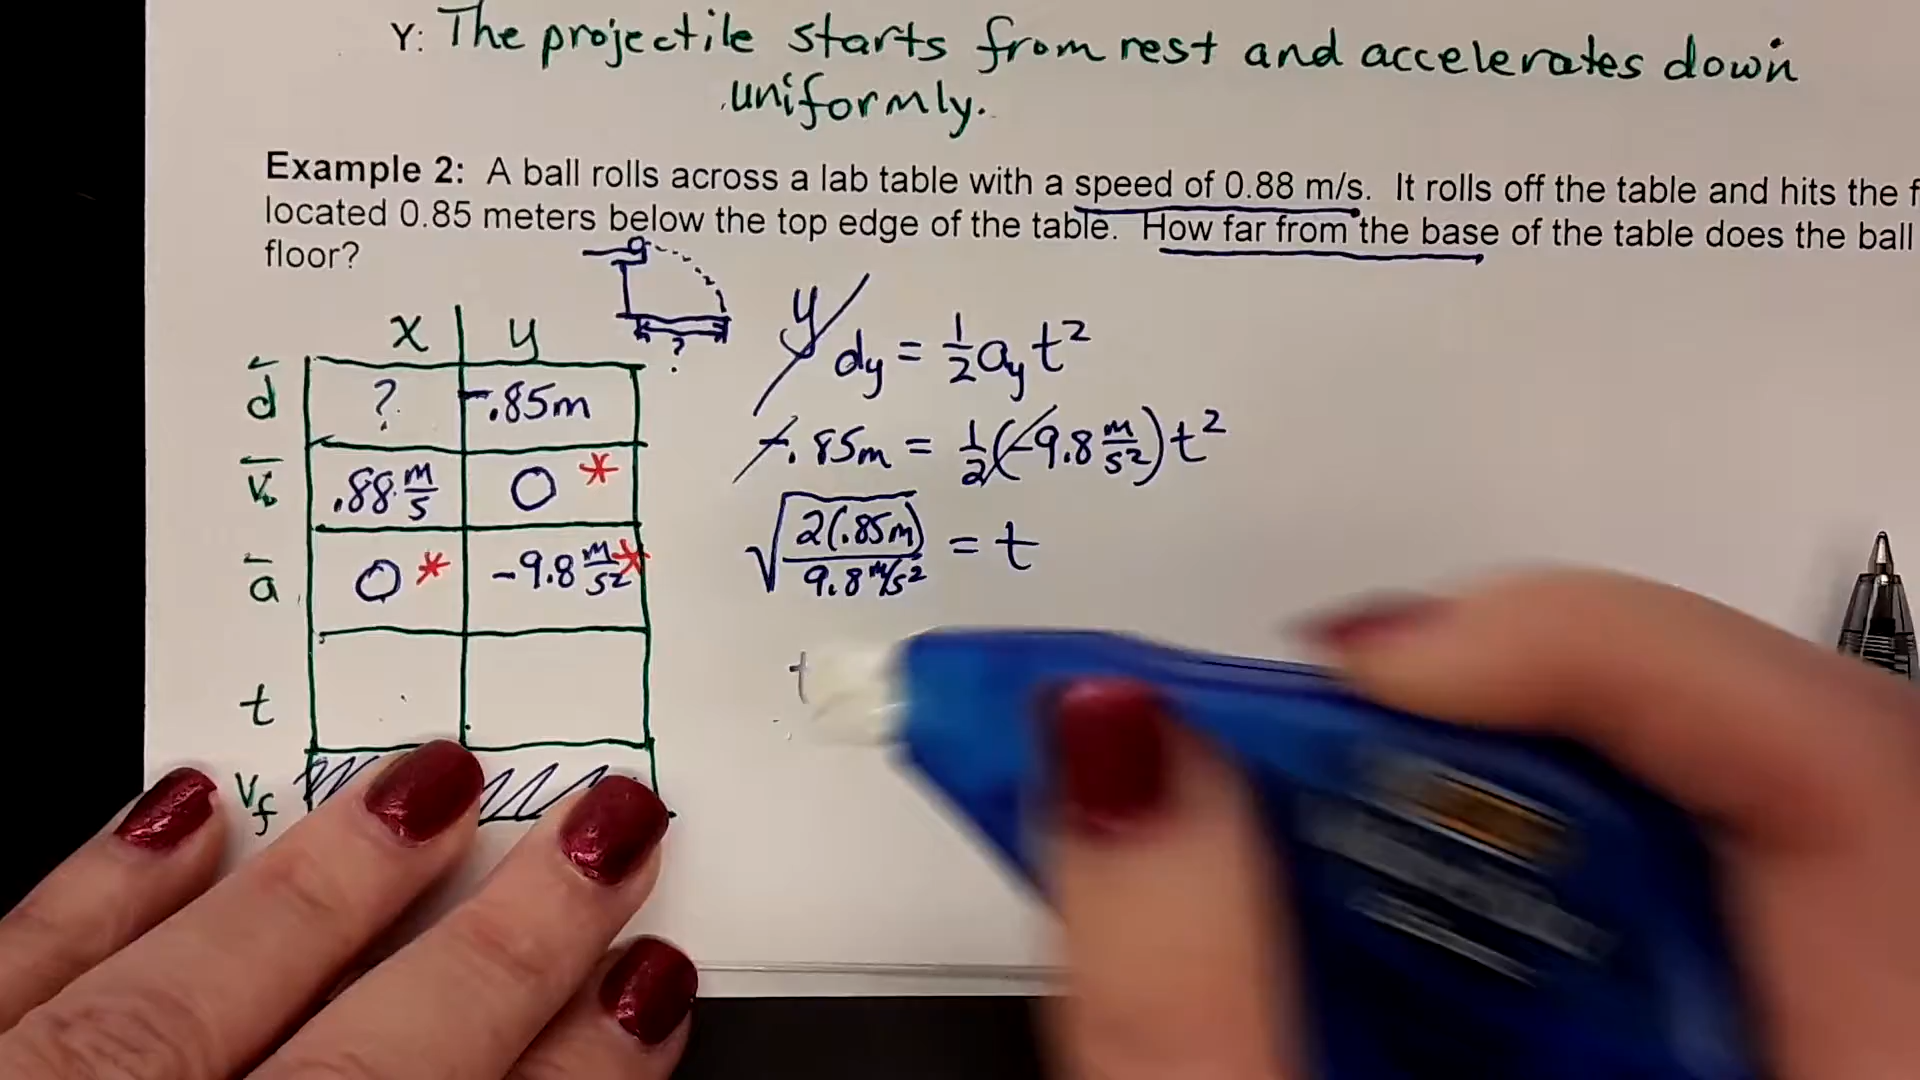 Y: The projectile starts from rest and accelerates down
uniformly.
Example 2: A ball rolls across a lab table with a speed of 0.88 m/s. It rolls off the table and hits the
located 0.85 meters below the top edge of the table. How far from the base of the table does the ball
floor?
?
x y
d ? -.85m
v₀ .88 m/s 0 *
a 0 * -9.8 m/s² *
t
Vf
y
dy = 1/2 ay t²
-.85m = 1/2 (-9.8 m/s²) t²
√(2(.85m) / 9.8 m/s²) = t
t